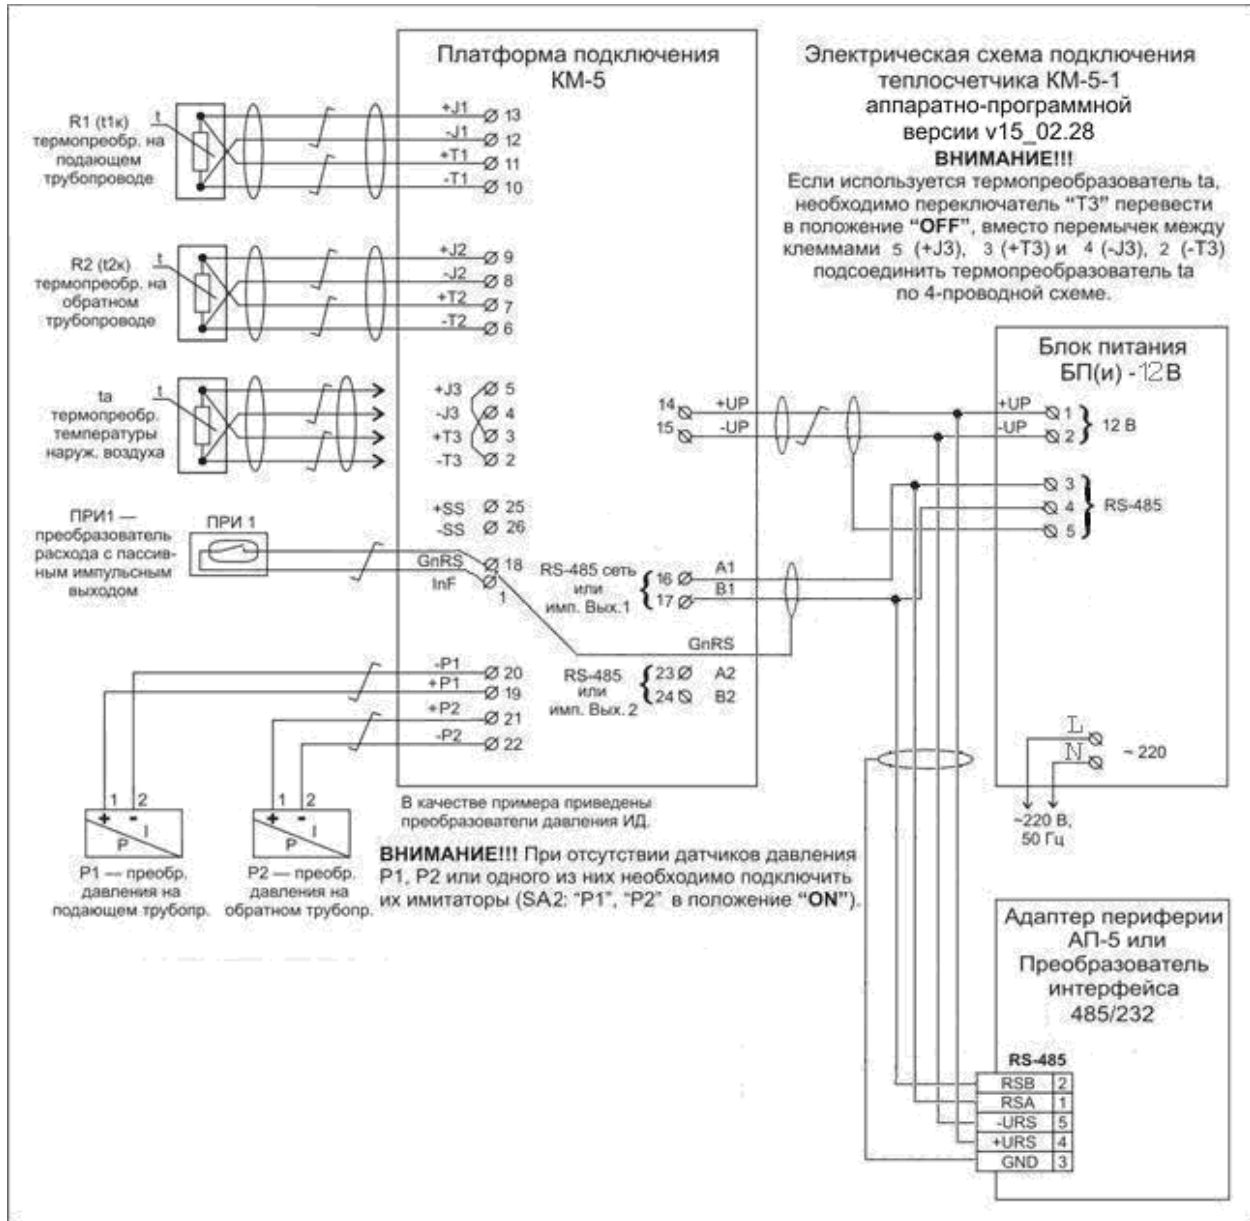 Платформа подключения
КМ-5
Электрическая схема подключения
теплосчетчика КМ-5-1
аппаратно-программной
версии v15_02.28
ВНИМАНИЕ!!!
Если используется термопреобразователь ta,
необходимо переключатель “Т3” перевести
в положение “OFF”, вместо перемычек между
клеммами 5 (+J3), 3 (+T3) и 4 (-J3), 2 (-T3)
подсоединить термопреобразователь ta
по 4-проводной схеме.
R1 (t1к)
термопреобр. на
подающем
трубопроводе
t
+J1 13
-J1 12
+T1 11
-T1 10
R2 (t2к)
термопреобр. на
обратном
трубопроводе
t
+J2 9
-J2 8
+T2 7
-T2 6
ta
термопреобр.
температуры
наруж. воздуха
t
+J3 5
-J3 4
+T3 3
-T3 2
+SS 25
-SS 26
ПРИ1 —
преобразователь
расхода с пассив-
ным импульсным
выходом
ПРИ 1
GnRS 18
InF 1
14 +UP
15 -UP
RS-485 сеть
или
имп. Вых.1
16 A1
17 B1
GnRS
RS-485
или
имп. Вых.2
23 A2
24 B2
-P1 20
+P1 19
+P2 21
-P2 22
Блок питания
БП(и) -12В
+UP 1
-UP 2
12 В
3
4
5
RS-485
L
N
~ 220
~220 В,
50 Гц
1 2
+ -
P I
P1 — преобр.
давления на
подающем трубопр.
1 2
+ -
P I
P2 — преобр.
давления на
обратном трубопр.
В качестве примера приведены
преобразователи давления ИД.
ВНИМАНИЕ!!! При отсутствии датчиков давления
P1, P2 или одного из них необходимо подключить
их имитаторы (SA2: “P1”, “P2” в положение “ON”).
Адаптер периферии
АП-5 или
Преобразователь
интерфейса
485/232
RS-485
RSB 2
RSA 1
-URS 5
+URS 4
GND 3